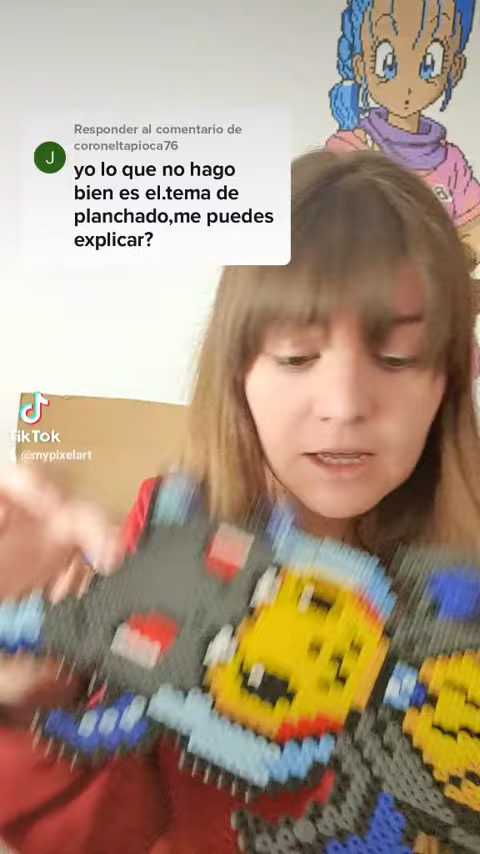 Responder al comentario de
coroneltapioca76
J
yo lo que no hago
bien es el.tema de
planchado,me puedes
explicar?
TikTok
@mypixelart